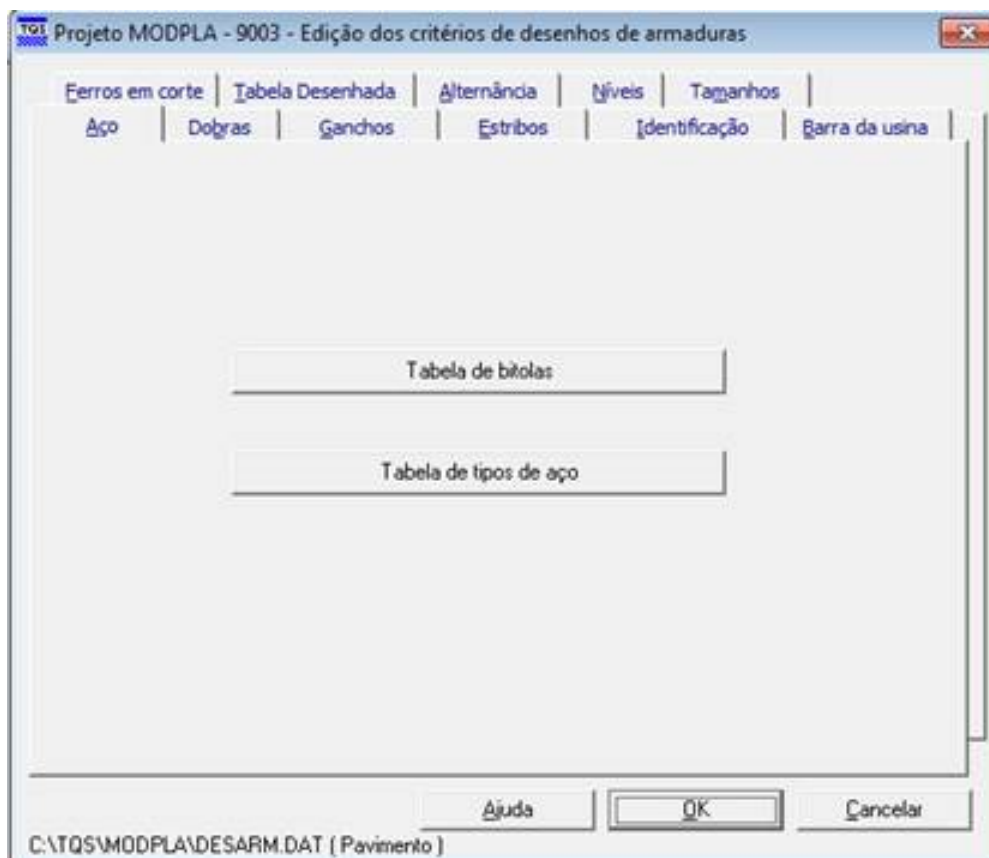 TQS Projeto MODPLA - 9003 - Edição dos critérios de desenhos de armaduras
Ferros em corte Tabela Desenhada Alternância Níveis Tamanhos
Aço Dobras Ganchos Estribos Identificação Barra da usina
Tabela de bitolas
Tabela de tipos de aço
Ajuda OK Cancelar
C:\TQS\MODPLA\DESARM.DAT ( Pavimento )